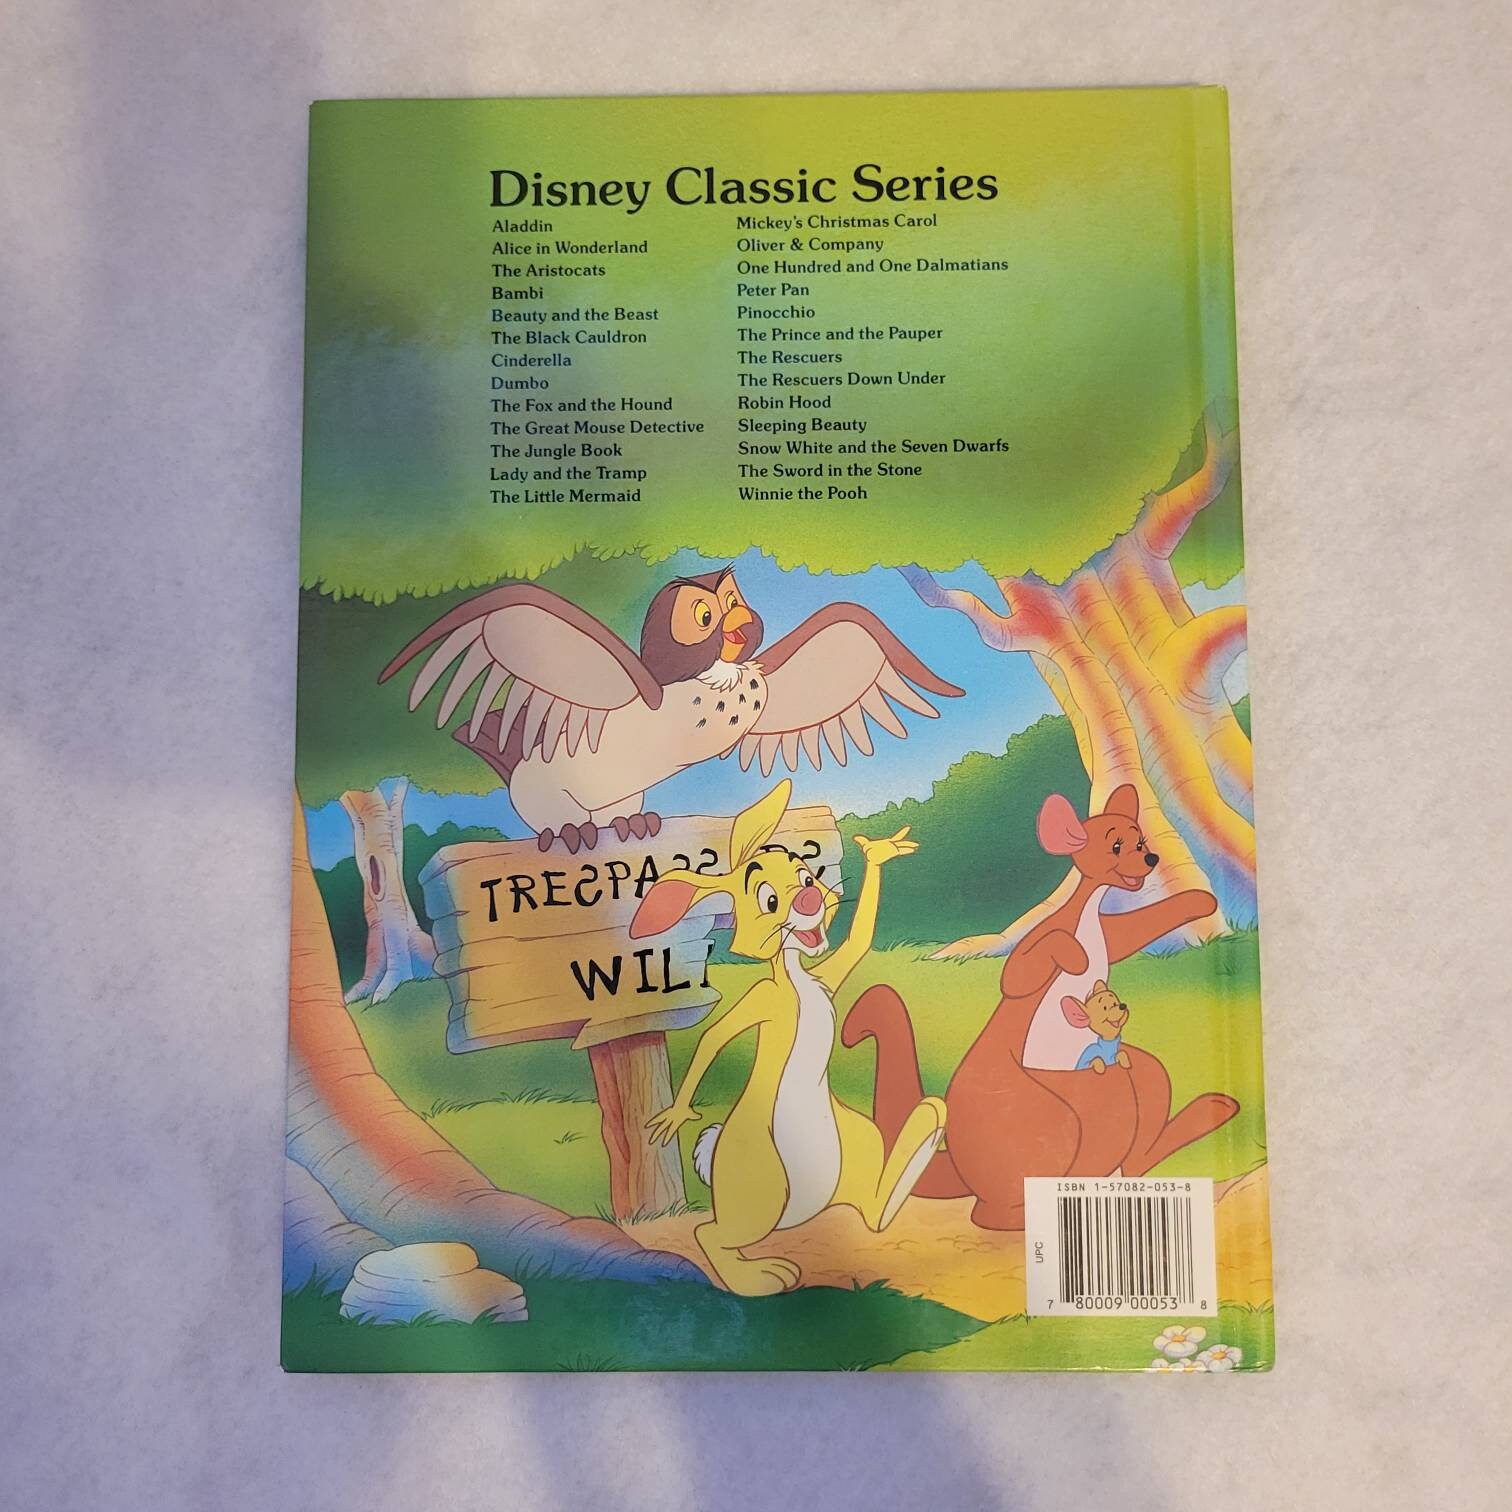 Disney Classic Series
Aladdin
Alice in Wonderland
The Aristocats
Bambi
Beauty and the Beast
The Black Cauldron
Cinderella
Dumbo
The Fox and the Hound
The Great Mouse Detective
The Jungle Book
Lady and the Tramp
The Little Mermaid
Mickey's Christmas Carol
Oliver & Company
One Hundred and One Dalmatians
Peter Pan
Pinocchio
The Prince and the Pauper
The Rescuers
The Rescuers Down Under
Robin Hood
Sleeping Beauty
Snow White and the Seven Dwarfs
The Sword in the Stone
Winnie the Pooh
ISBN 1-57082-053-8
UPC
7 80009 00053 8